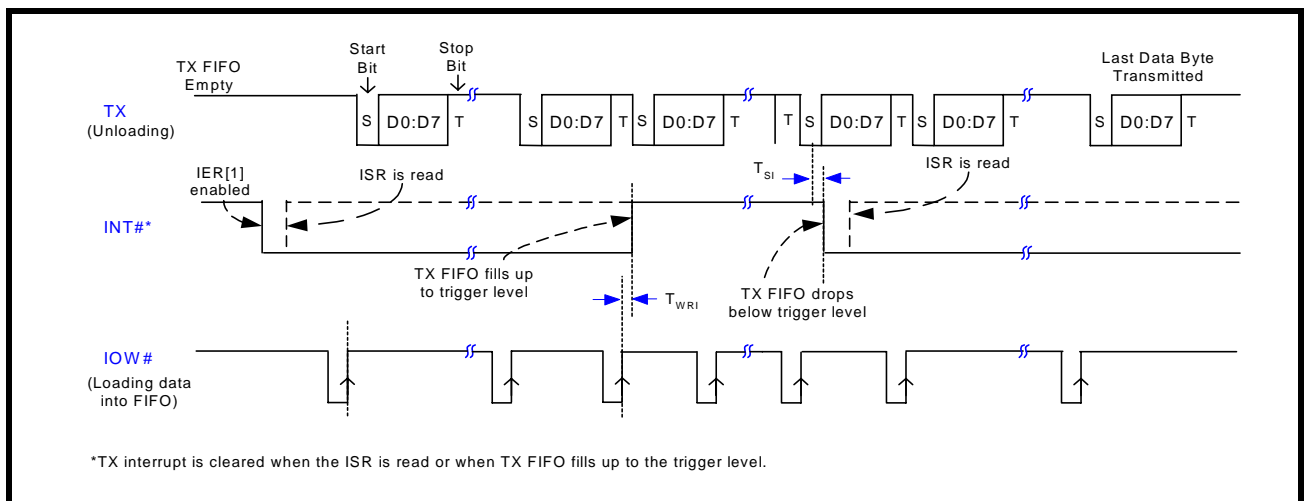 Start
Bit
Stop
Bit
TX FIFO
Empty
Last Data Byte
Transmitted
TX
(Unloading)
S D0:D7 T S D0:D7 T S D0:D7 T T S D0:D7 T S D0:D7 T S D0:D7 T
IER[1]
enabled
ISR is read
TSI
ISR is read
INT#*
TX FIFO fills up
to trigger level
TWRI
TX FIFO drops
below trigger level
IOW#
(Loading data
into FIFO)
*TX interrupt is cleared when the ISR is read or when TX FIFO fills up to the trigger level.